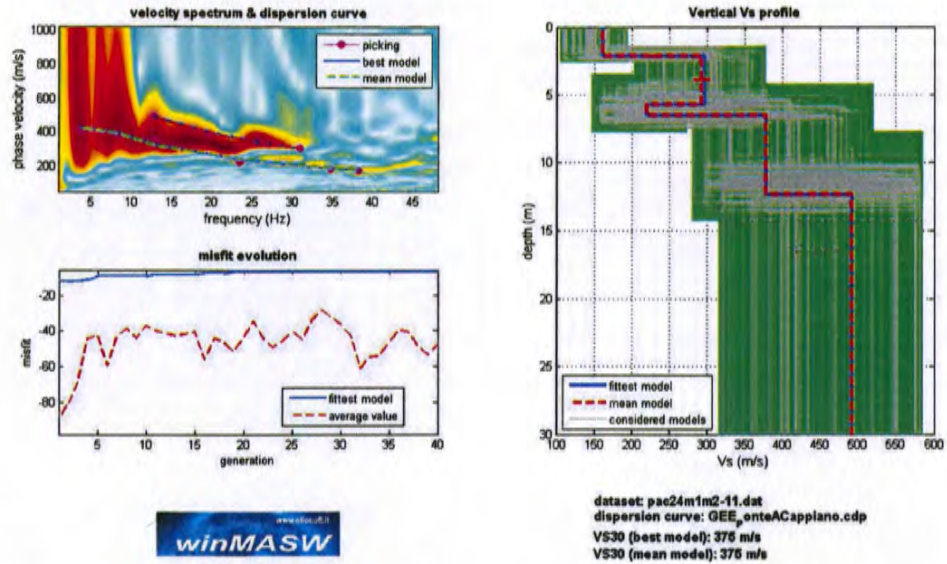 velocity spectrum & dispersion curve
1000
800
600
400
200
phase velocity (m/s)
picking
best model
mean model
5 10 15 20 25 30 35 40 45
frequency (Hz)
misfit evolution
-20
-40
-60
-80
misfit
fittest model
average value
5 10 15 20 25 30 35 40
generation
winMASW
Vertical Vs profile
0
5
10
15
20
25
30
depth (m)
fittest model
mean model
considered models
100 150 200 250 300 350 400 450 500 550 600
Vs (m/s)
dataset: pac24m1m2-11.dat
dispersion curve: GEEponteACappiano.cdp
VS30 (best model): 375 m/s
VS30 (mean model): 375 m/s